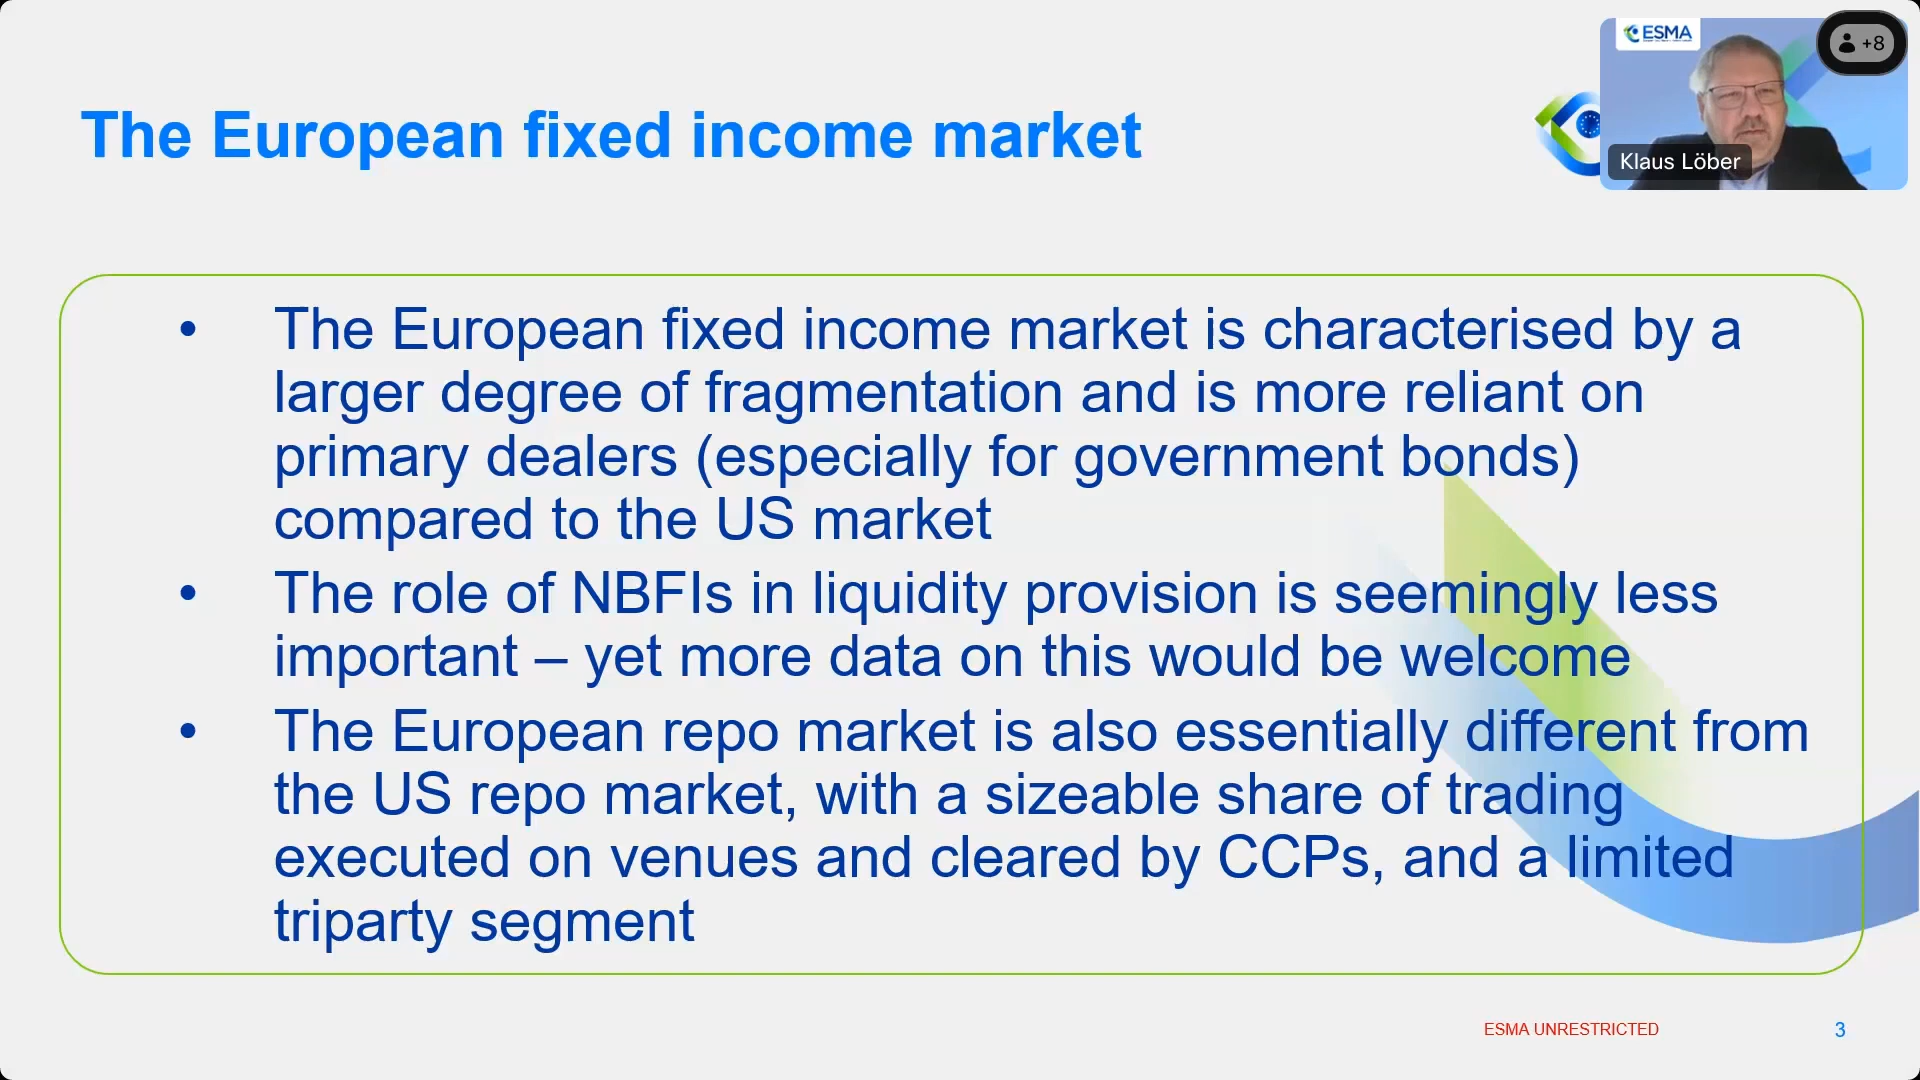 ESMA
+8
The European fixed income market
Klaus Löber
• The European fixed income market is characterised by a
larger degree of fragmentation and is more reliant on
primary dealers (especially for government bonds)
compared to the US market
• The role of NBFIs in liquidity provision is seemingly less
important – yet more data on this would be welcome
• The European repo market is also essentially different from
the US repo market, with a sizeable share of trading
executed on venues and cleared by CCPs, and a limited
triparty segment
ESMA UNRESTRICTED
3